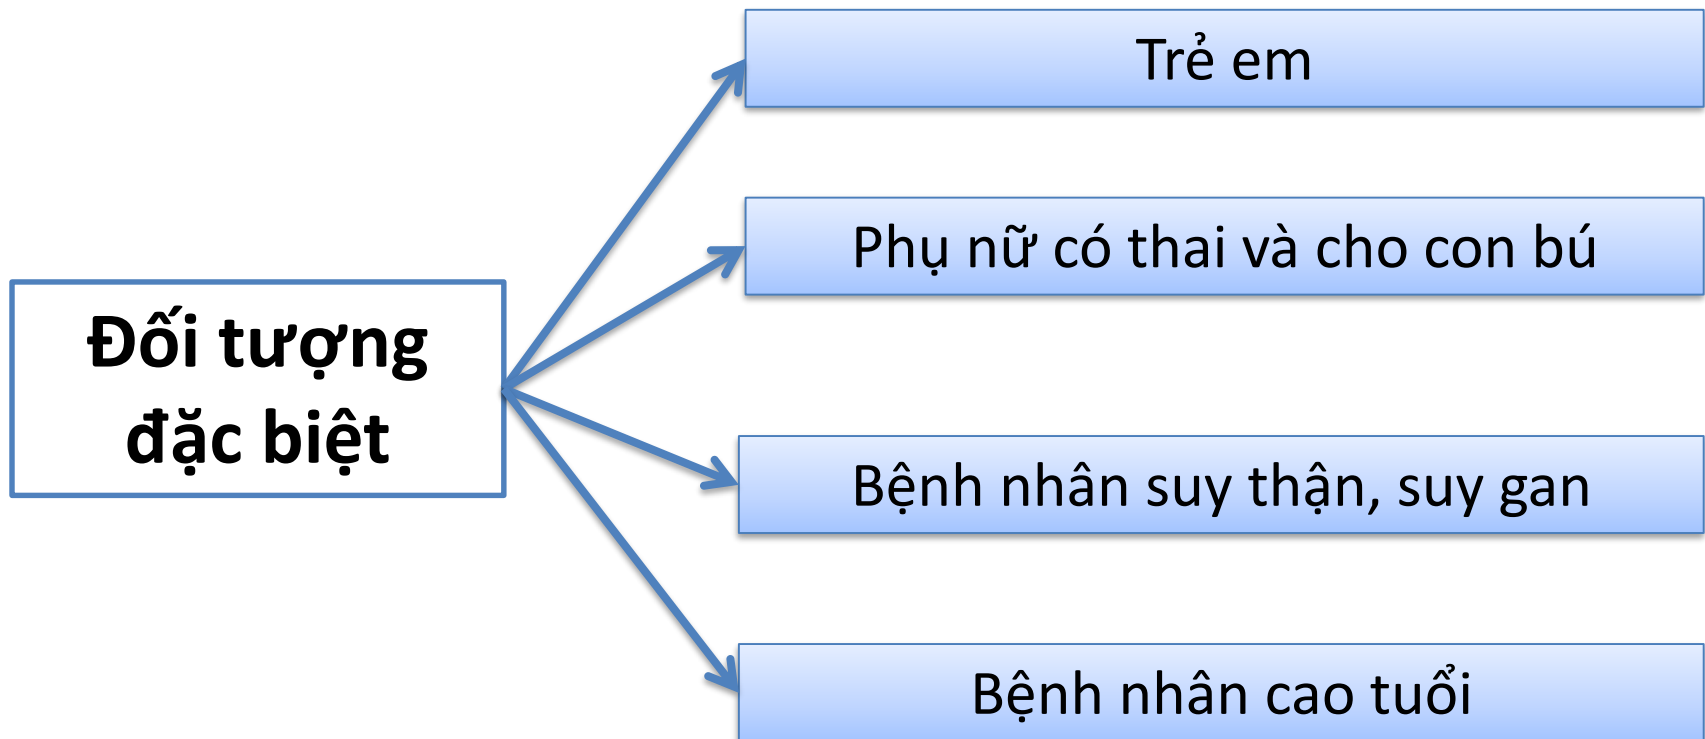 Đối tượng
đặc biệt
Trẻ em
Phụ nữ có thai và cho con bú
Bệnh nhân suy thận, suy gan
Bệnh nhân cao tuổi